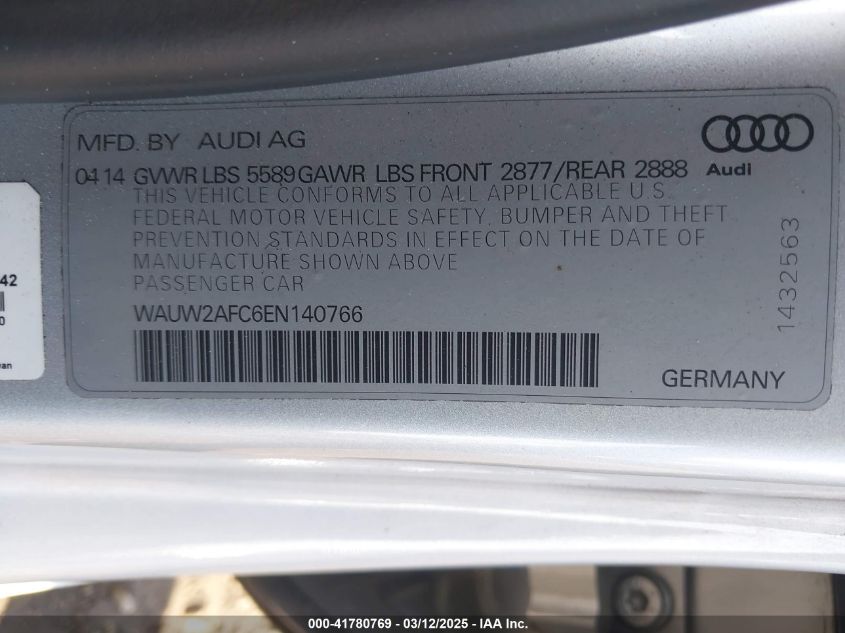 MFD. BY AUDI AG
0414 GVWR LBS 5589 GAWR LBS FRONT 2877/REAR 2888
Audi
THIS VEHICLE CONFORMS TO ALL APPLICABLE U.S.
FEDERAL MOTOR VEHICLE SAFETY, BUMPER AND THEFT
PREVENTION STANDARDS IN EFFECT ON THE DATE OF
MANUFACTURE SHOWN ABOVE
PASSENGER CAR
WAUW2AFC6EN140766
1432563
GERMANY
42
0
000-41780769 - 03/12/2025 - IAA Inc.